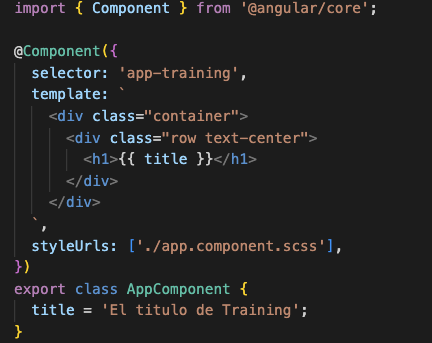 import { Component } from '@angular/core';
@Component({
  selector: 'app-training',
  template: `
    <div class="container">
      <div class="row text-center">
        <h1>{{ title }}</h1>
      </div>
    </div>
  `,
  styleUrls: ['./app.component.scss'],
})
export class AppComponent {
  title = 'El titulo de Training';
}